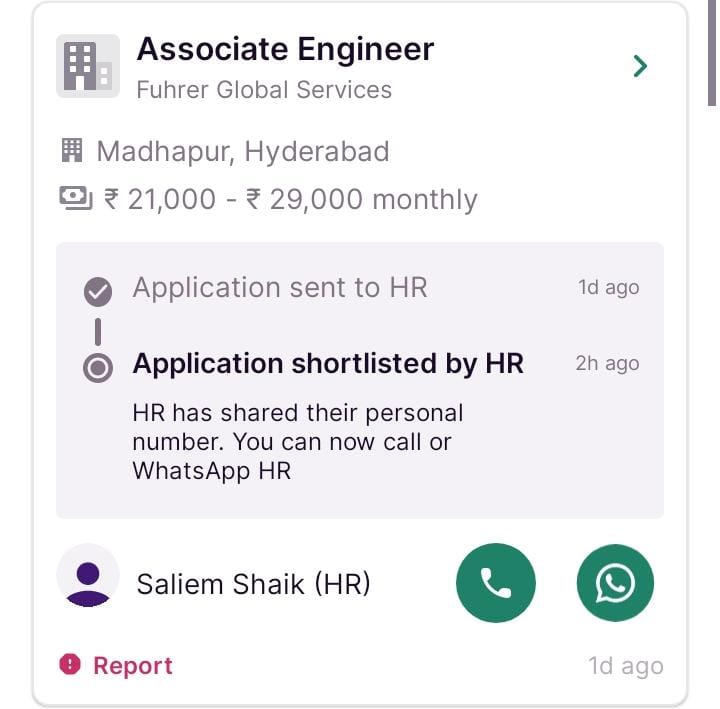 Associate Engineer
Fuhrer Global Services
Madhapur, Hyderabad
₹ 21,000 - ₹ 29,000 monthly
Application sent to HR 1d ago
Application shortlisted by HR 2h ago
HR has shared their personal
number. You can now call or
WhatsApp HR
Saliem Shaik (HR)
Report 1d ago